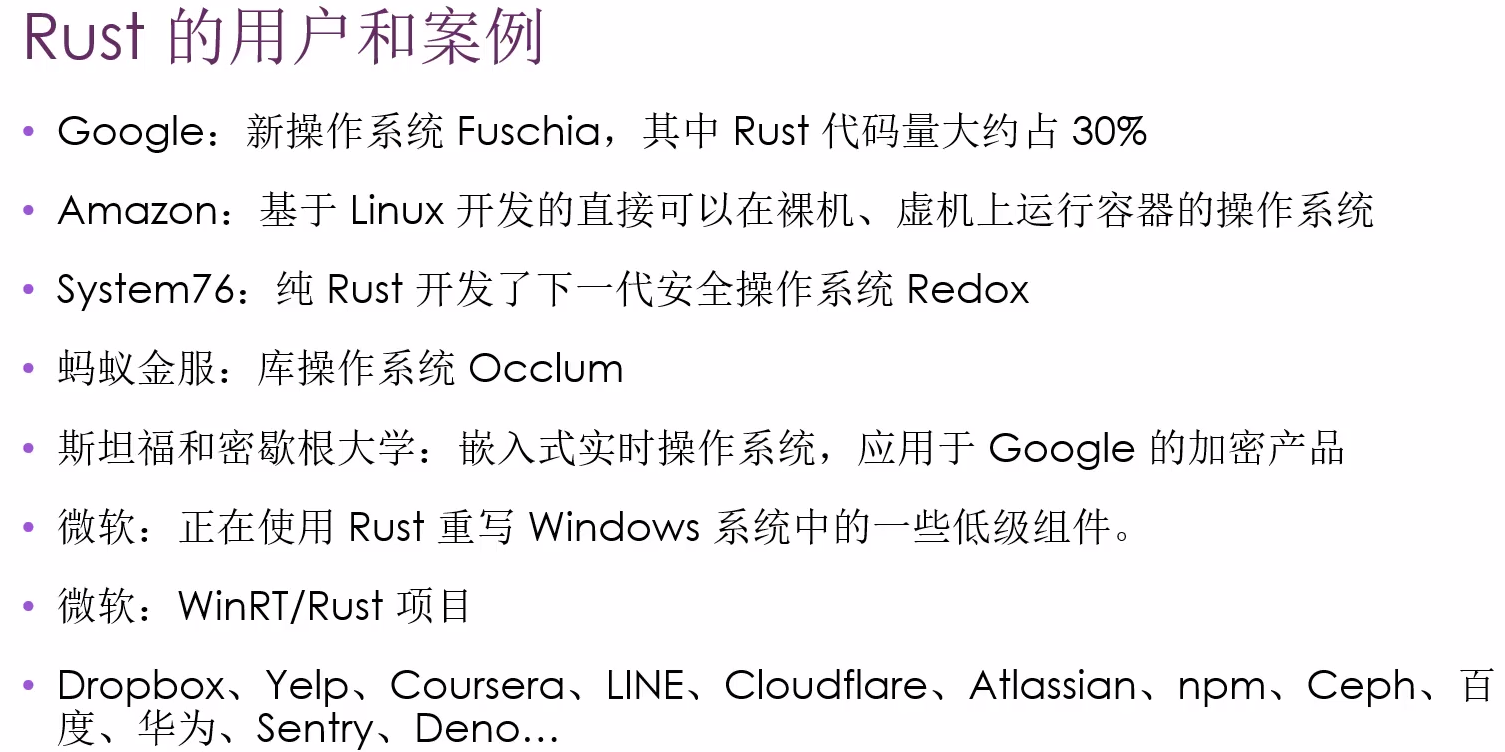 Rust 的用户和案例
• Google：新操作系统 Fuschia，其中 Rust 代码量大约占 30%
• Amazon：基于 Linux 开发的直接可以在裸机、虚机上运行容器的操作系统
• System76：纯 Rust 开发了下一代安全操作系统 Redox
• 蚂蚁金服：库操作系统 Occlum
• 斯坦福和密歇根大学：嵌入式实时操作系统，应用于 Google 的加密产品
• 微软：正在使用 Rust 重写 Windows 系统中的一些低级组件。
• 微软：WinRT/Rust 项目
• Dropbox、Yelp、Coursera、LINE、Cloudflare、Atlassian、npm、Ceph、百
度、华为、Sentry、Deno...